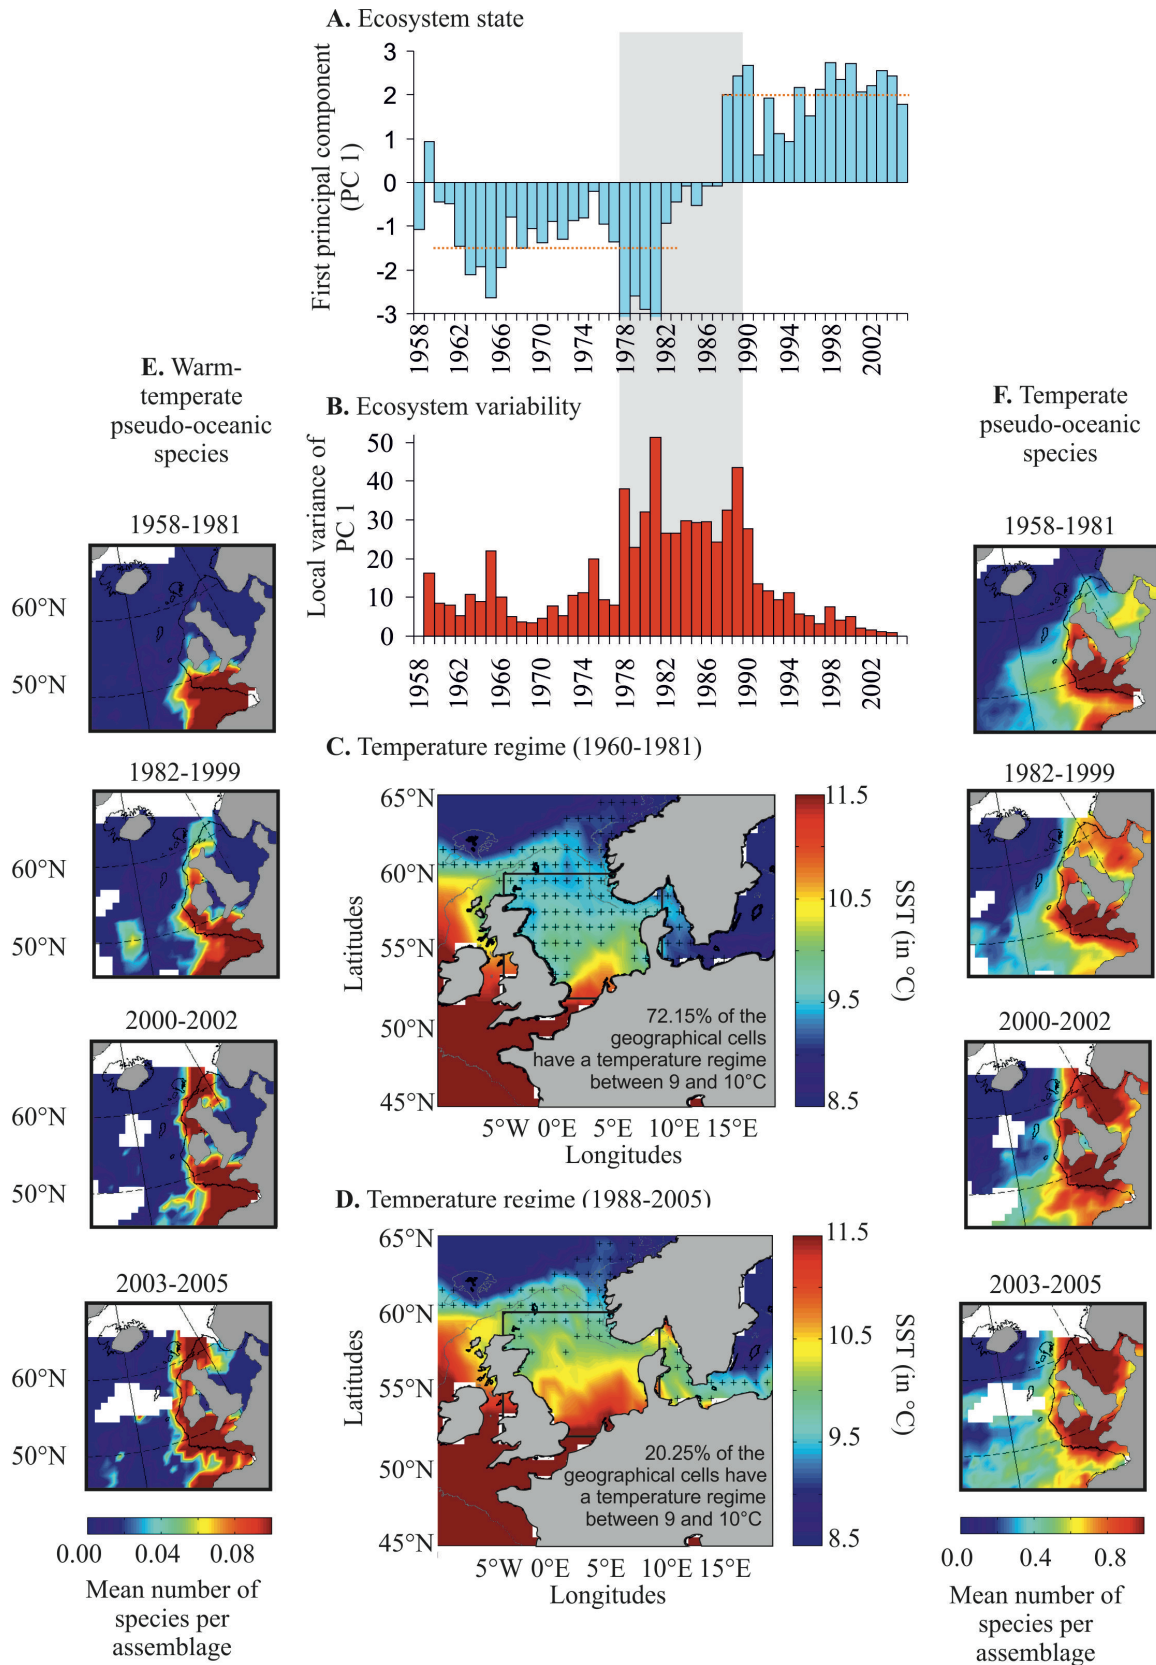 A. Ecosystem state
First principal component
(PC 1)
3
2
1
0
-1
-2
-3
1958
1962
1966
1970
1974
1978
1982
1986
1990
1994
1998
2002
B. Ecosystem variability
Local variance of
PC 1
50
40
30
20
10
0
1958
1962
1966
1970
1974
1978
1982
1986
1990
1994
1998
2002
C. Temperature regime (1960-1981)
65°N
60°N
55°N
50°N
45°N
Latitudes
5°W 0°E 5°E 10°E 15°E
Longitudes
72.15% of the
geographical cells
have a temperature regime
between 9 and 10°C
11.5
10.5
9.5
8.5
SST (in °C)
D. Temperature regime (1988-2005)
65°N
60°N
55°N
50°N
45°N
Latitudes
5°W 0°E 5°E 10°E 15°E
Longitudes
20.25% of the
geographical cells have
a temperature regime
between 9 and 10°C
11.5
10.5
9.5
8.5
SST (in °C)
E. Warm-
temperate
pseudo-oceanic
species
1958-1981
60°N
50°N
1982-1999
60°N
50°N
2000-2002
60°N
50°N
2003-2005
60°N
50°N
0.00 0.04 0.08
Mean number of
species per
assemblage
F. Temperate
pseudo-oceanic
species
1958-1981
1982-1999
2000-2002
2003-2005
0.0 0.4 0.8
Mean number of
species per
assemblage